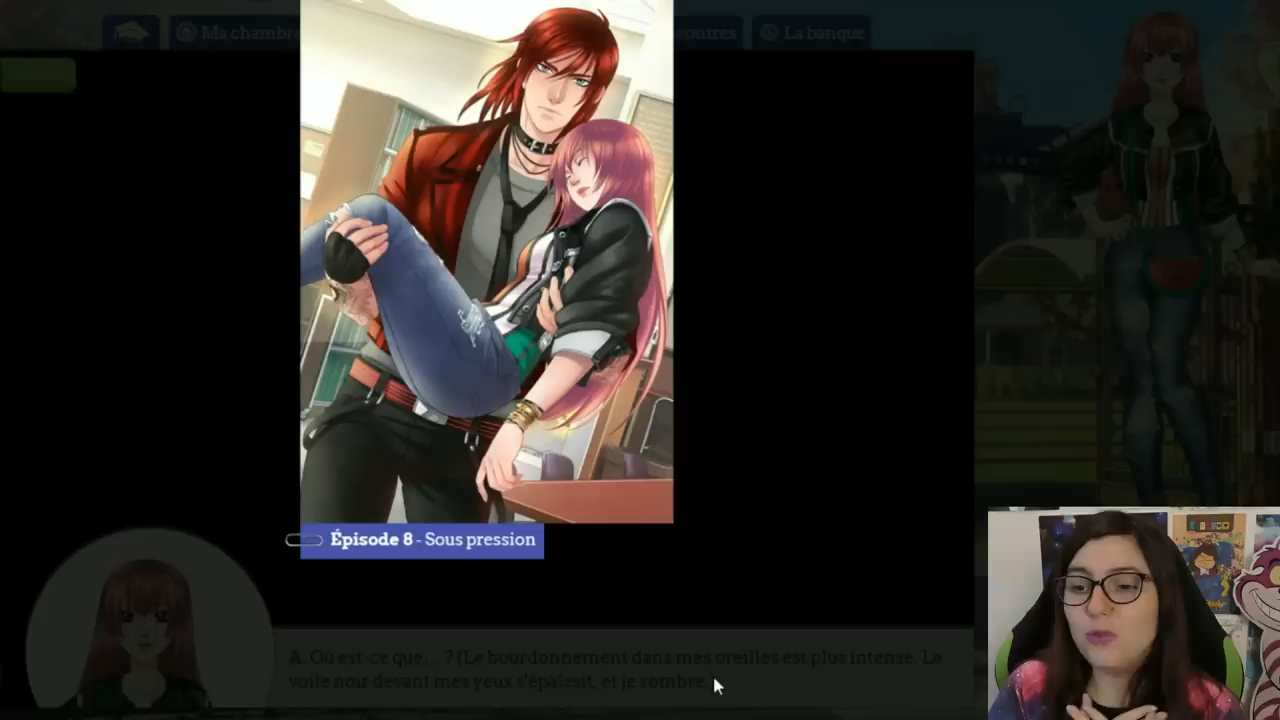 Ma chambre
contres
La banque
Épisode 8 - Sous pression
A. Où est-ce que... ? (Le bourdonnement dans mes oreilles est plus intense. Le
voile noir devant mes yeux s'épaissit, et je sombre.